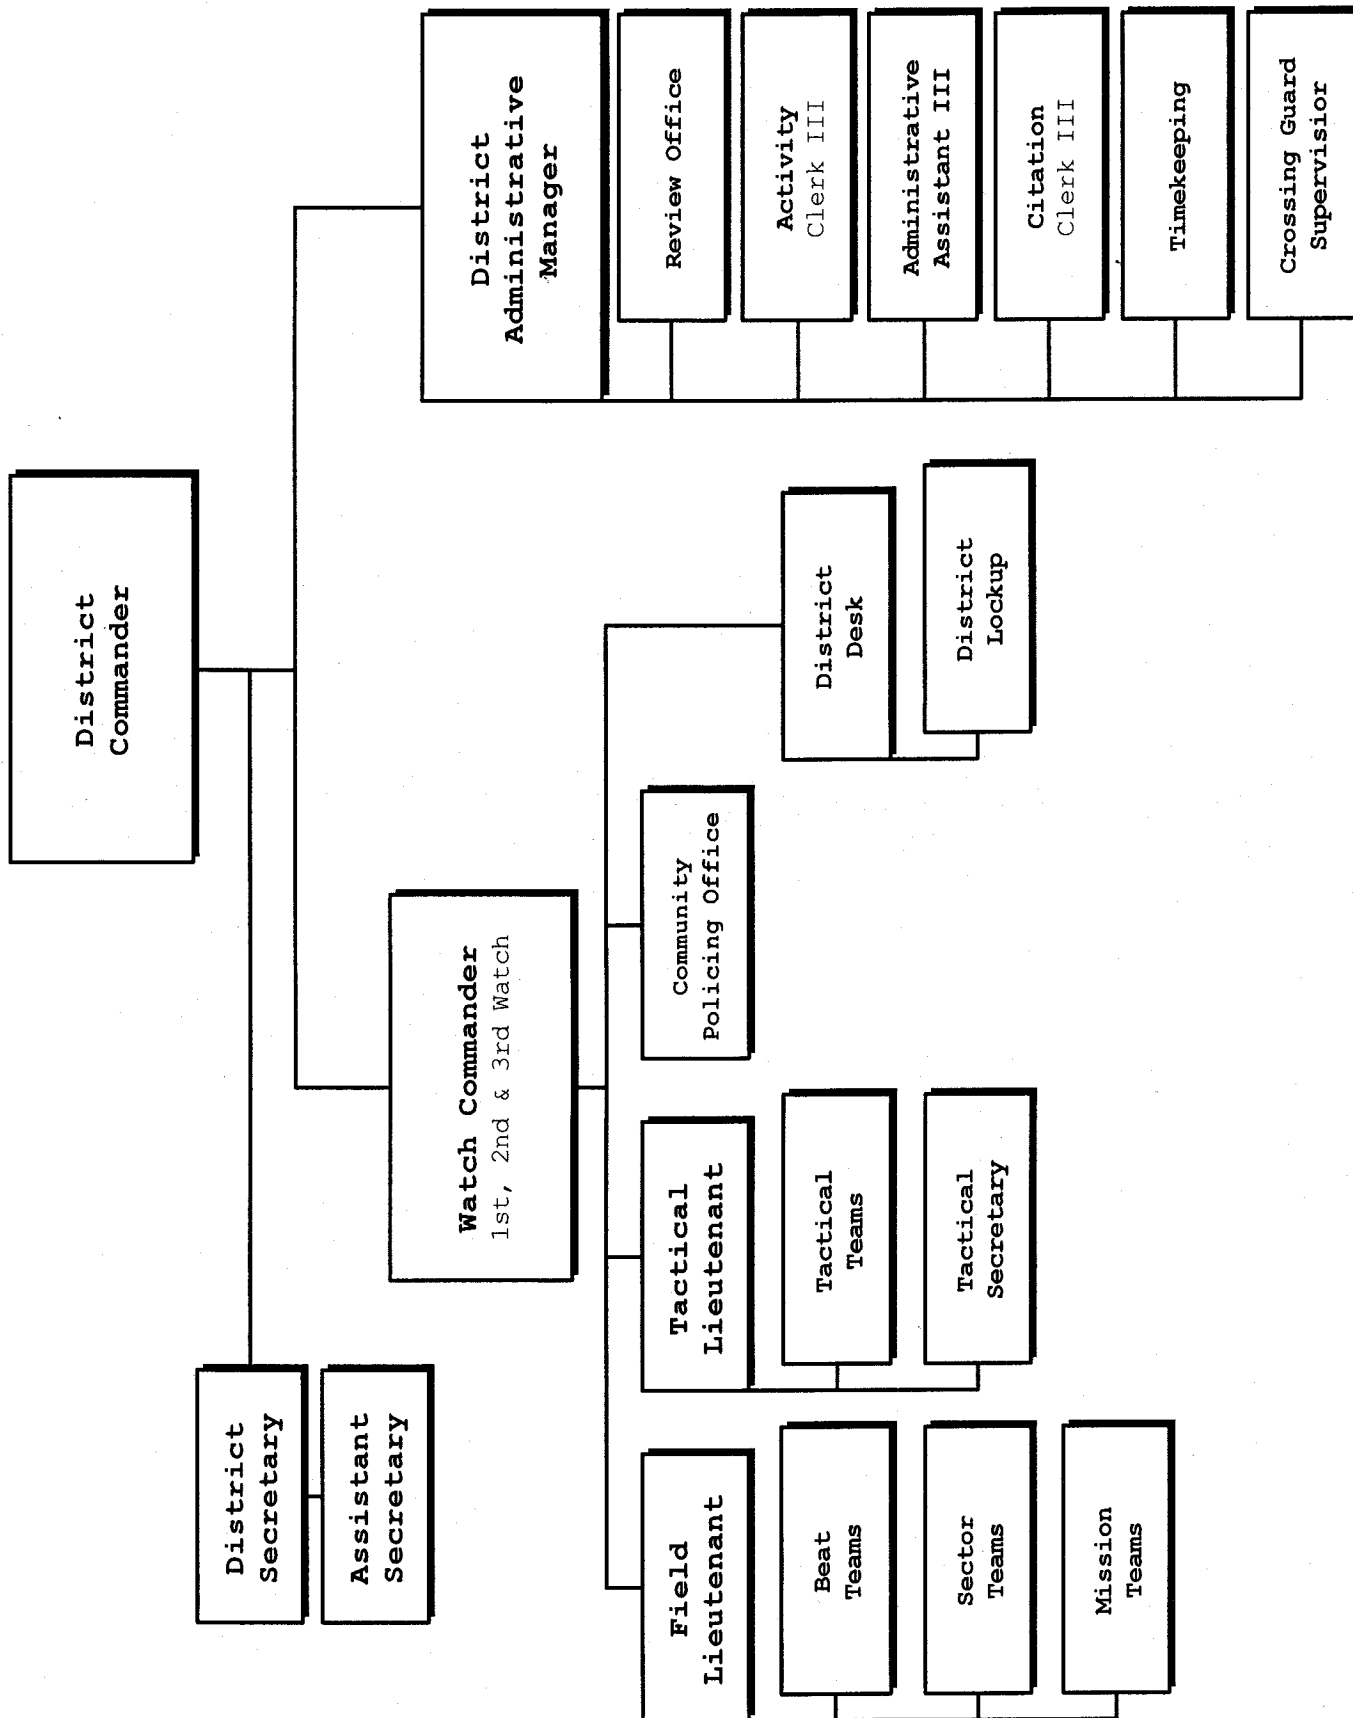 District
Commander
District
Secretary
Assistant
Secretary
Watch Commander
1st, 2nd & 3rd Watch
District
Administrative
Manager
Field
Lieutenant
Beat
Teams
Sector
Teams
Mission
Teams
Tactical
Lieutenant
Tactical
Teams
Tactical
Secretary
Community
Policing Office
District
Desk
District
Lockup
Review Office
Activity
Clerk III
Administrative
Assistant III
Citation
Clerk III
Timekeeping
Crossing Guard
Supervisior